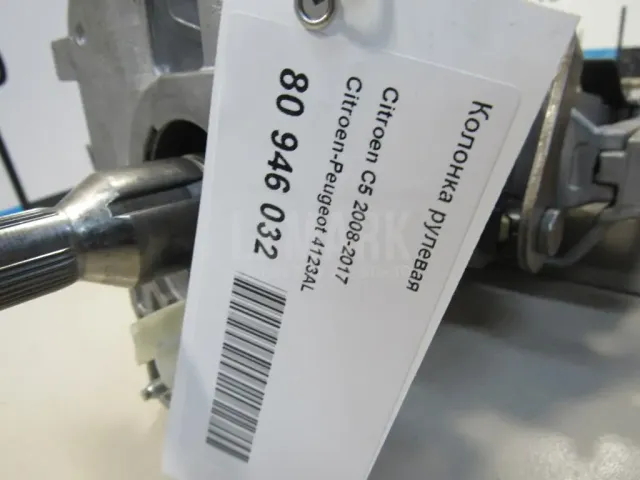 Колонка рулевая
Citroen C5 2008-2017
Citroen-Peugeot 4123AL
80 946 032